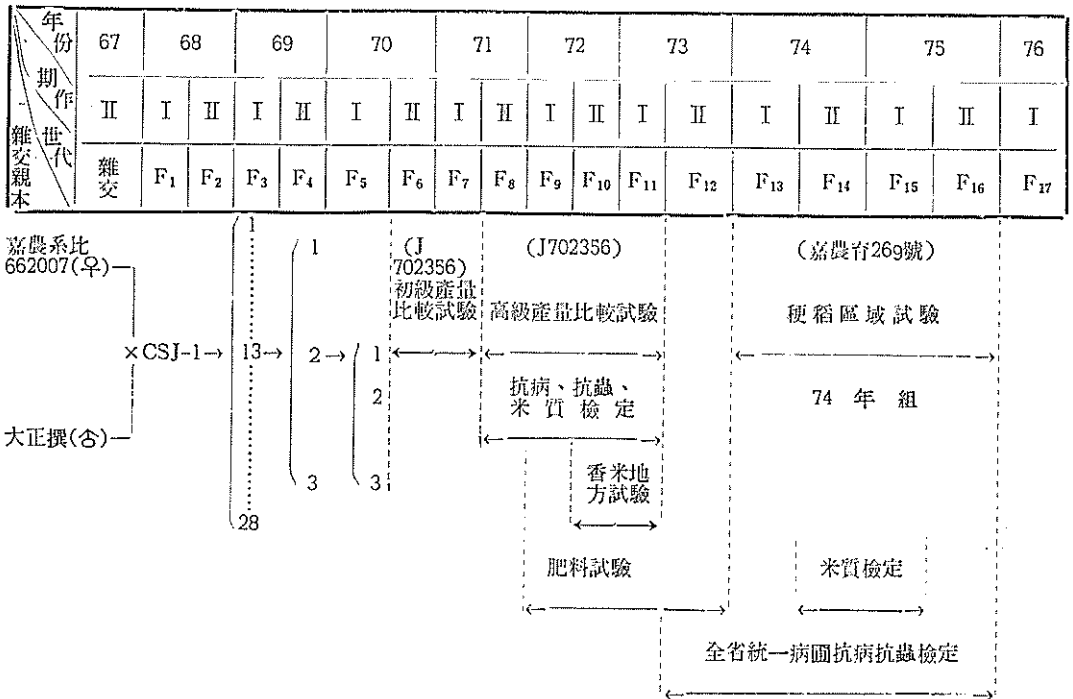 年份 67 68 69 70 71 72 73 74 75 76
期作 II I II I II I II I II I II I II I II I II I
世代 雜交 F1 F2 F3 F4 F5 F6 F7 F8 F9 F10 F11 F12 F13 F14 F15 F16 F17
雜交親本
嘉農系比
662007(♀)
×CSJ-1→
大正撰(♂)
1
13→
28
1
2→
3
1
2
3
(J
702356)
初級產量
比較試驗
(J702356)
高級產量比較試驗
抗病、抗蟲、
米質檢定
香米地
方試驗
肥料試驗
(嘉農育269號)
稉稻區域試驗
74年組
米質檢定
全省統一病圃抗病抗蟲檢定